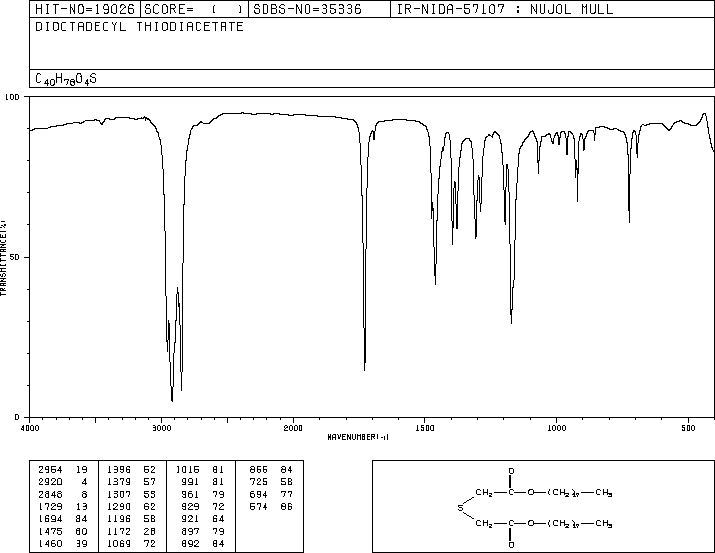 HIT-NO=19026 SCORE= ( ) SDBS-NO=35336 IR-NIDA-57107 : NUJOL MULL
DIOCTADECYL THIODIACETATE
C40H78O4S
100
50
0
TRANSMITTANCE(%)
4000 3000 2000 1500 1000 500
WAVENUMBER(-1)
2954 19 1396 52 1015 81 855 84
2920 4 1379 57 991 81 725 58
2848 8 1307 55 961 79 694 77
1729 13 1290 62 929 72 574 86
1694 84 1196 58 921 64
1475 60 1172 28 897 79
1460 39 1069 72 892 84
O
CH2—C—O—(CH2)17—CH3
S
CH2—C—O—(CH2)17—CH3
O